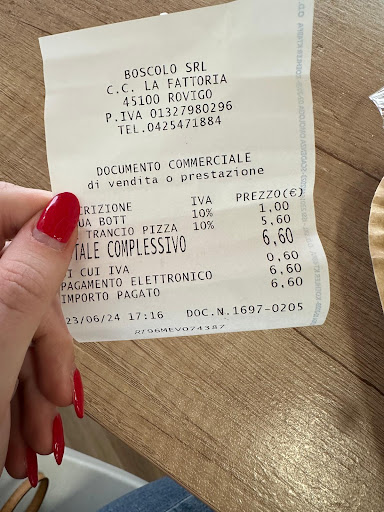 BOSCOLO SRL
C.C. LA FATTORIA
45100 ROVIGO
P.IVA 01327980296
TEL.0425471884
DOCUMENTO COMMERCIALE
di vendita o prestazione
CRIZIONE IVA PREZZO(€)
UA BOTT 10% 1,00
TRANCIO PIZZA 10% 5,60
TALE COMPLESSIVO 6,60
DI CUI IVA 0,60
PAGAMENTO ELETTRONICO 6,60
IMPORTO PAGATO 6,60
23/06/24 17:16 DOC.N.1697-0205